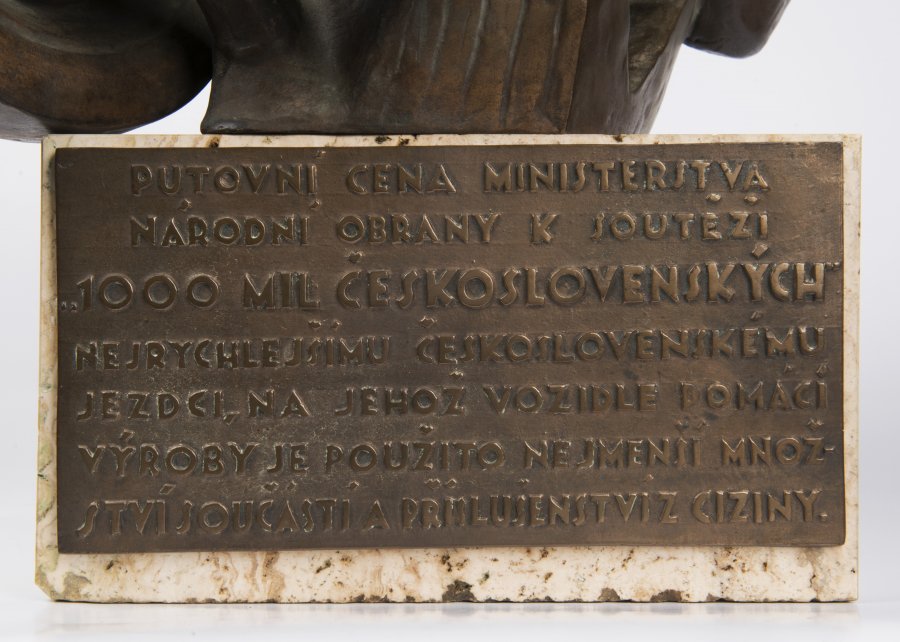 PUTOVNÍ CENA MINISTERSTVA
NÁRODNÍ OBRANY K SOUTĚŽI
„1000 MIL ČESKOSLOVENSKÝCH"
NEJRYCHLEJŠÍMU ČESKOSLOVENSKÉMU
JEZDCI, NA JEHOŽ VOZIDLE DOMÁCÍ
VÝROBY JE POUŽITO NEJMENŠÍ MNOŽ-
STVÍ SOUČÁSTÍ A PŘÍSLUŠENSTVÍ Z CIZINY.